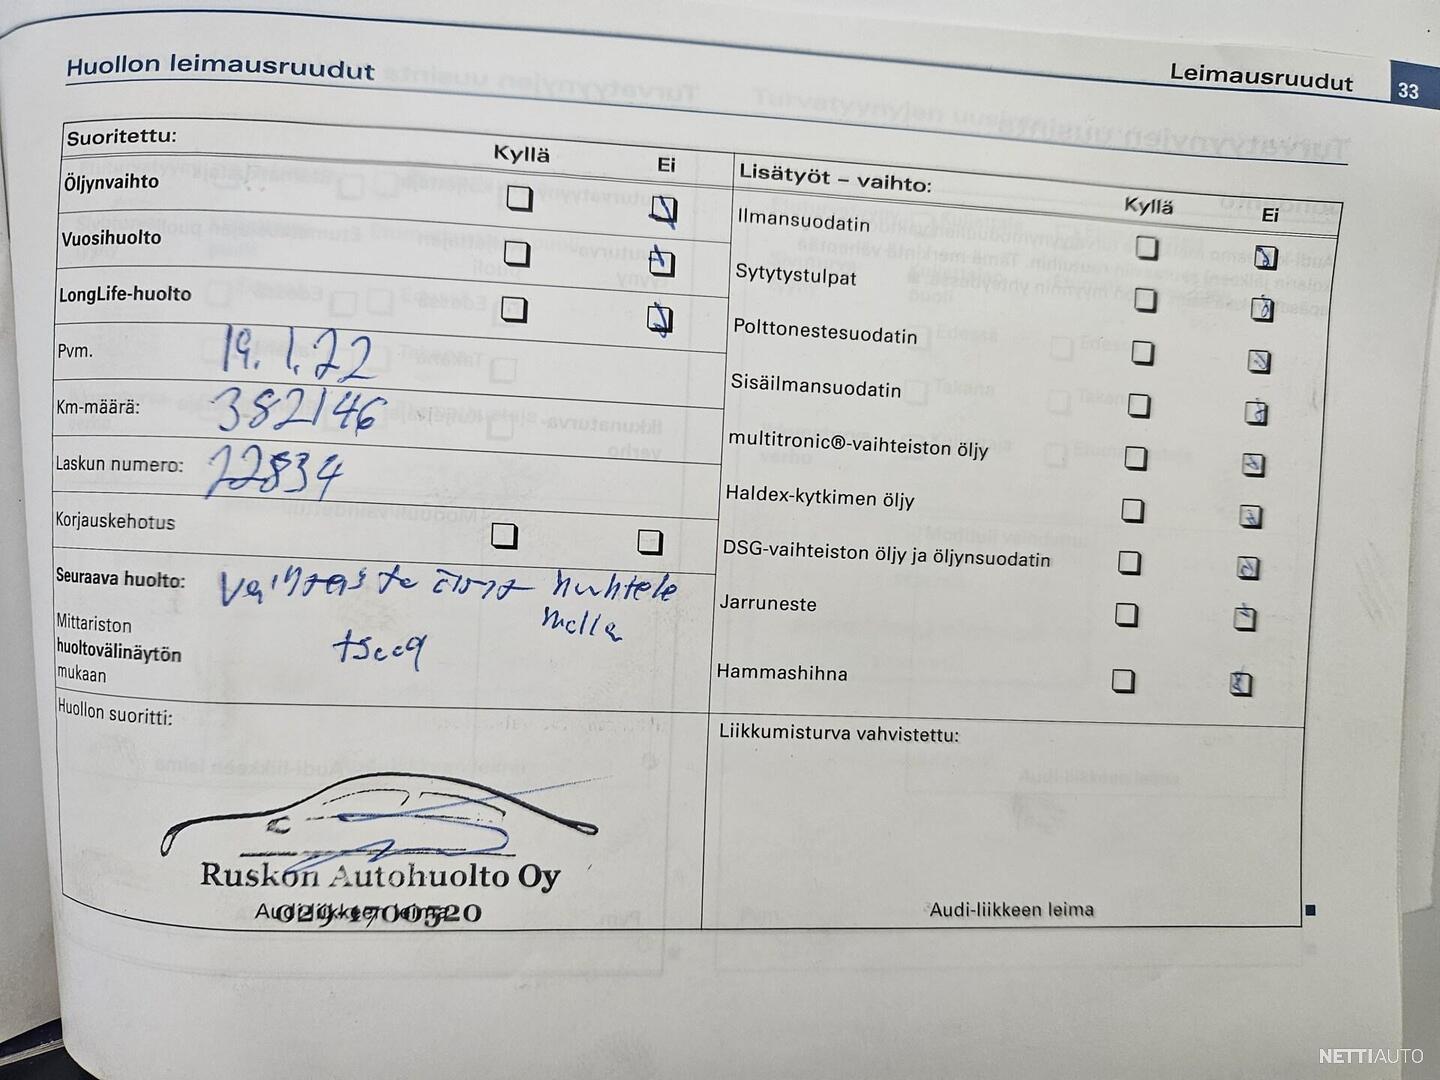 Huollon leimausruudut
Leimausruudut
33
Suoritettu:
Kyllä
Ei
Öljynvaihto
Vuosihuolto
LongLife-huolto
Pvm.
19.1.22
Km-määrä:
382146
Laskun numero:
22834
Korjauskehotus
Seuraava huolto:
Mittariston
huoltovälinäytön
mukaan
Huollon suoritti:
Ruskon Autohuolto Oy
029-1700520
Audi-liikkeen leima
Lisätyöt – vaihto:
Kyllä
Ei
Ilmansuodatin
Sytytystulpat
Polttonestesuodatin
Sisäilmansuodatin
multitronic®-vaihteiston öljy
Haldex-kytkimen öljy
DSG-vaihteiston öljy ja öljynsuodatin
Jarruneste
Hammashihna
Liikkumisturva vahvistettu:
Audi-liikkeen leima
NETTIAUTO